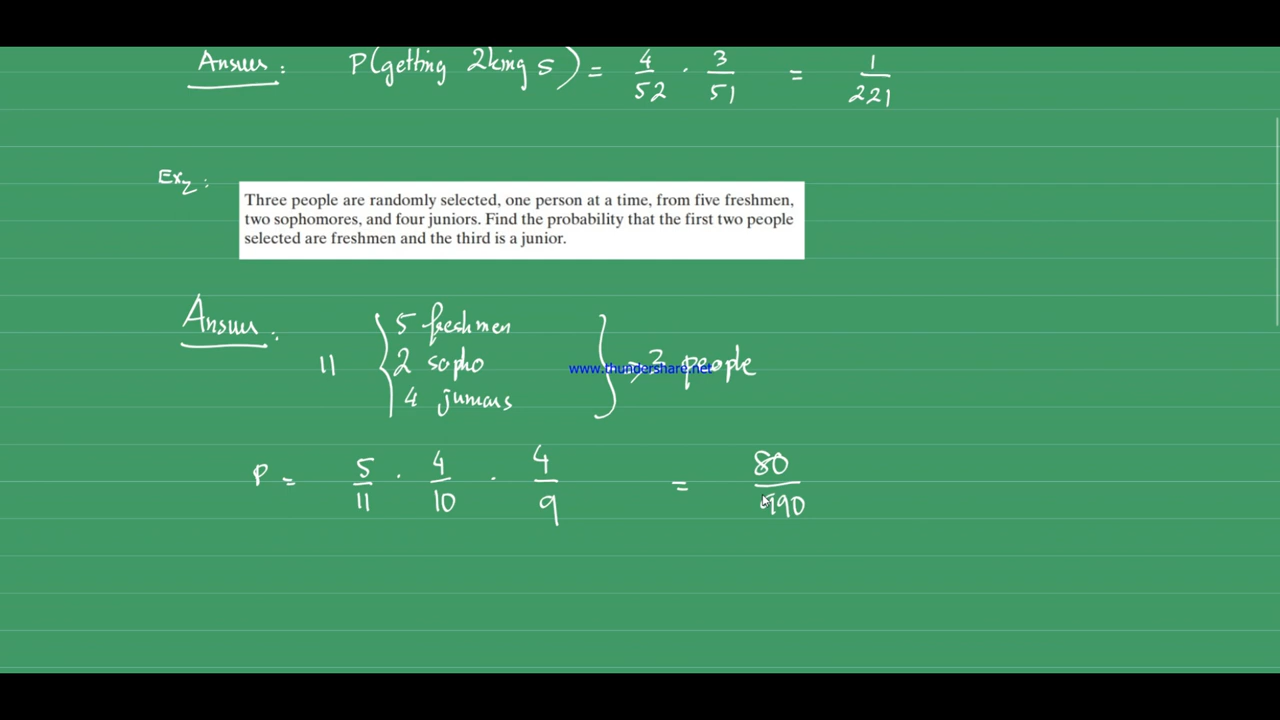 Answer : P(getting 2 kings) = 4/52 · 3/51 = 1/221
Ex2 :
Three people are randomly selected, one person at a time, from five freshmen,
two sophomores, and four juniors. Find the probability that the first two people
selected are freshmen and the third is a junior.
Answer :
5 freshmen
11 { 2 sopho } → 3 people
www.thundershare.net
4 juniors
P = 5/11 · 4/10 · 4/9 = 80/990